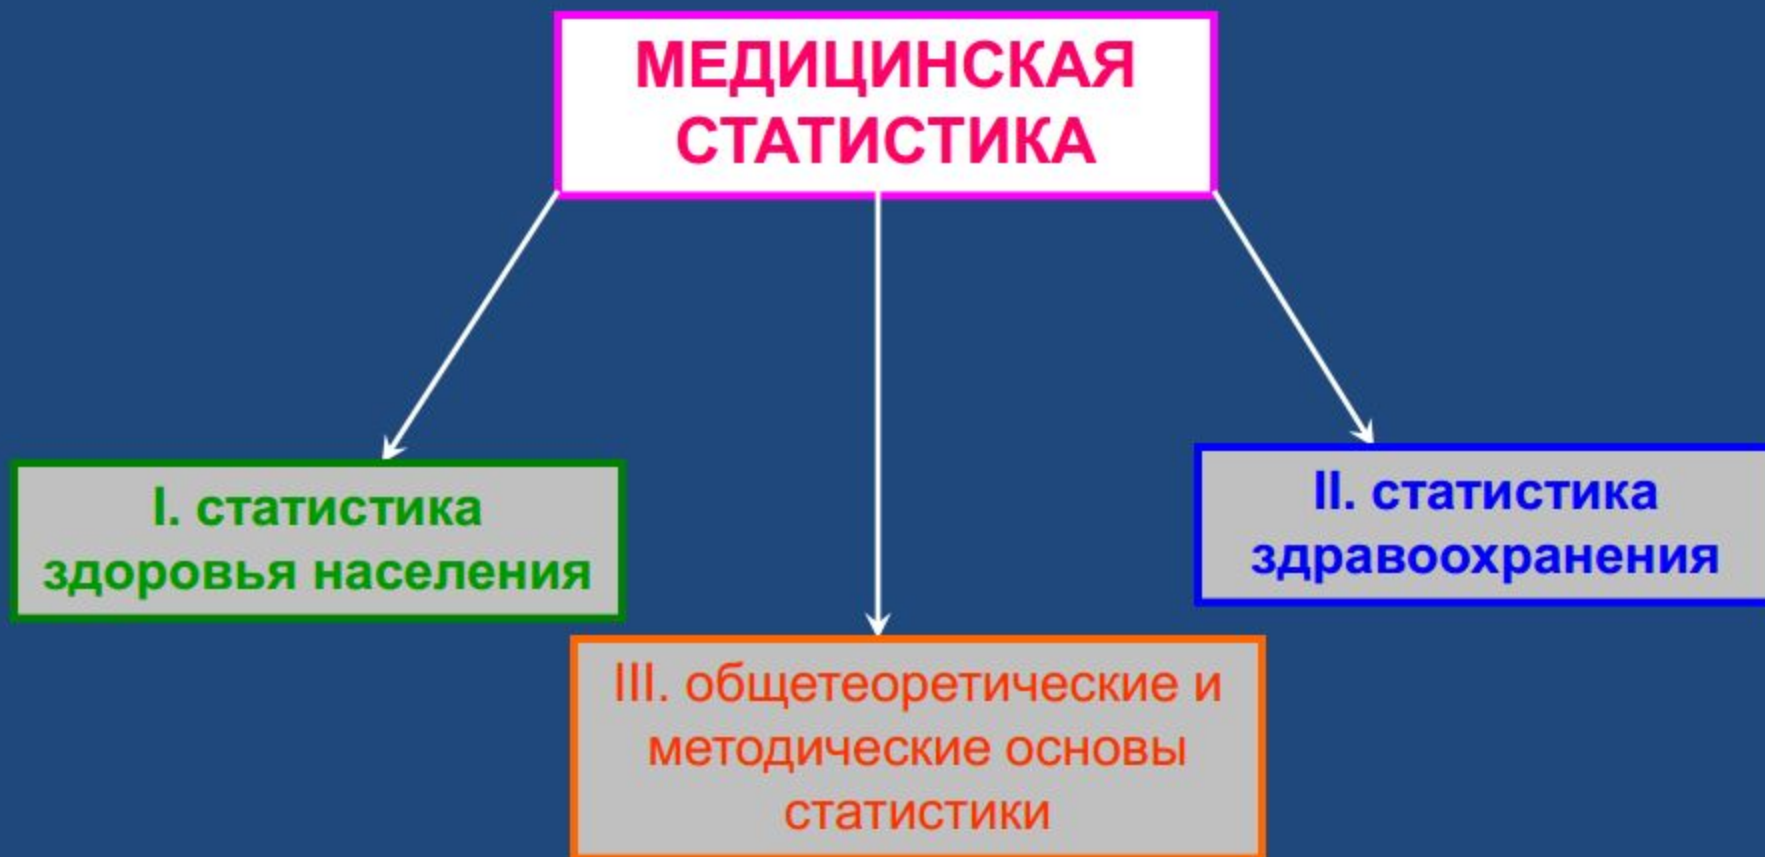 МЕДИЦИНСКАЯ
СТАТИСТИКА
I. статистика
здоровья населения
II. статистика
здравоохранения
III. общетеоретические и
методические основы
статистики